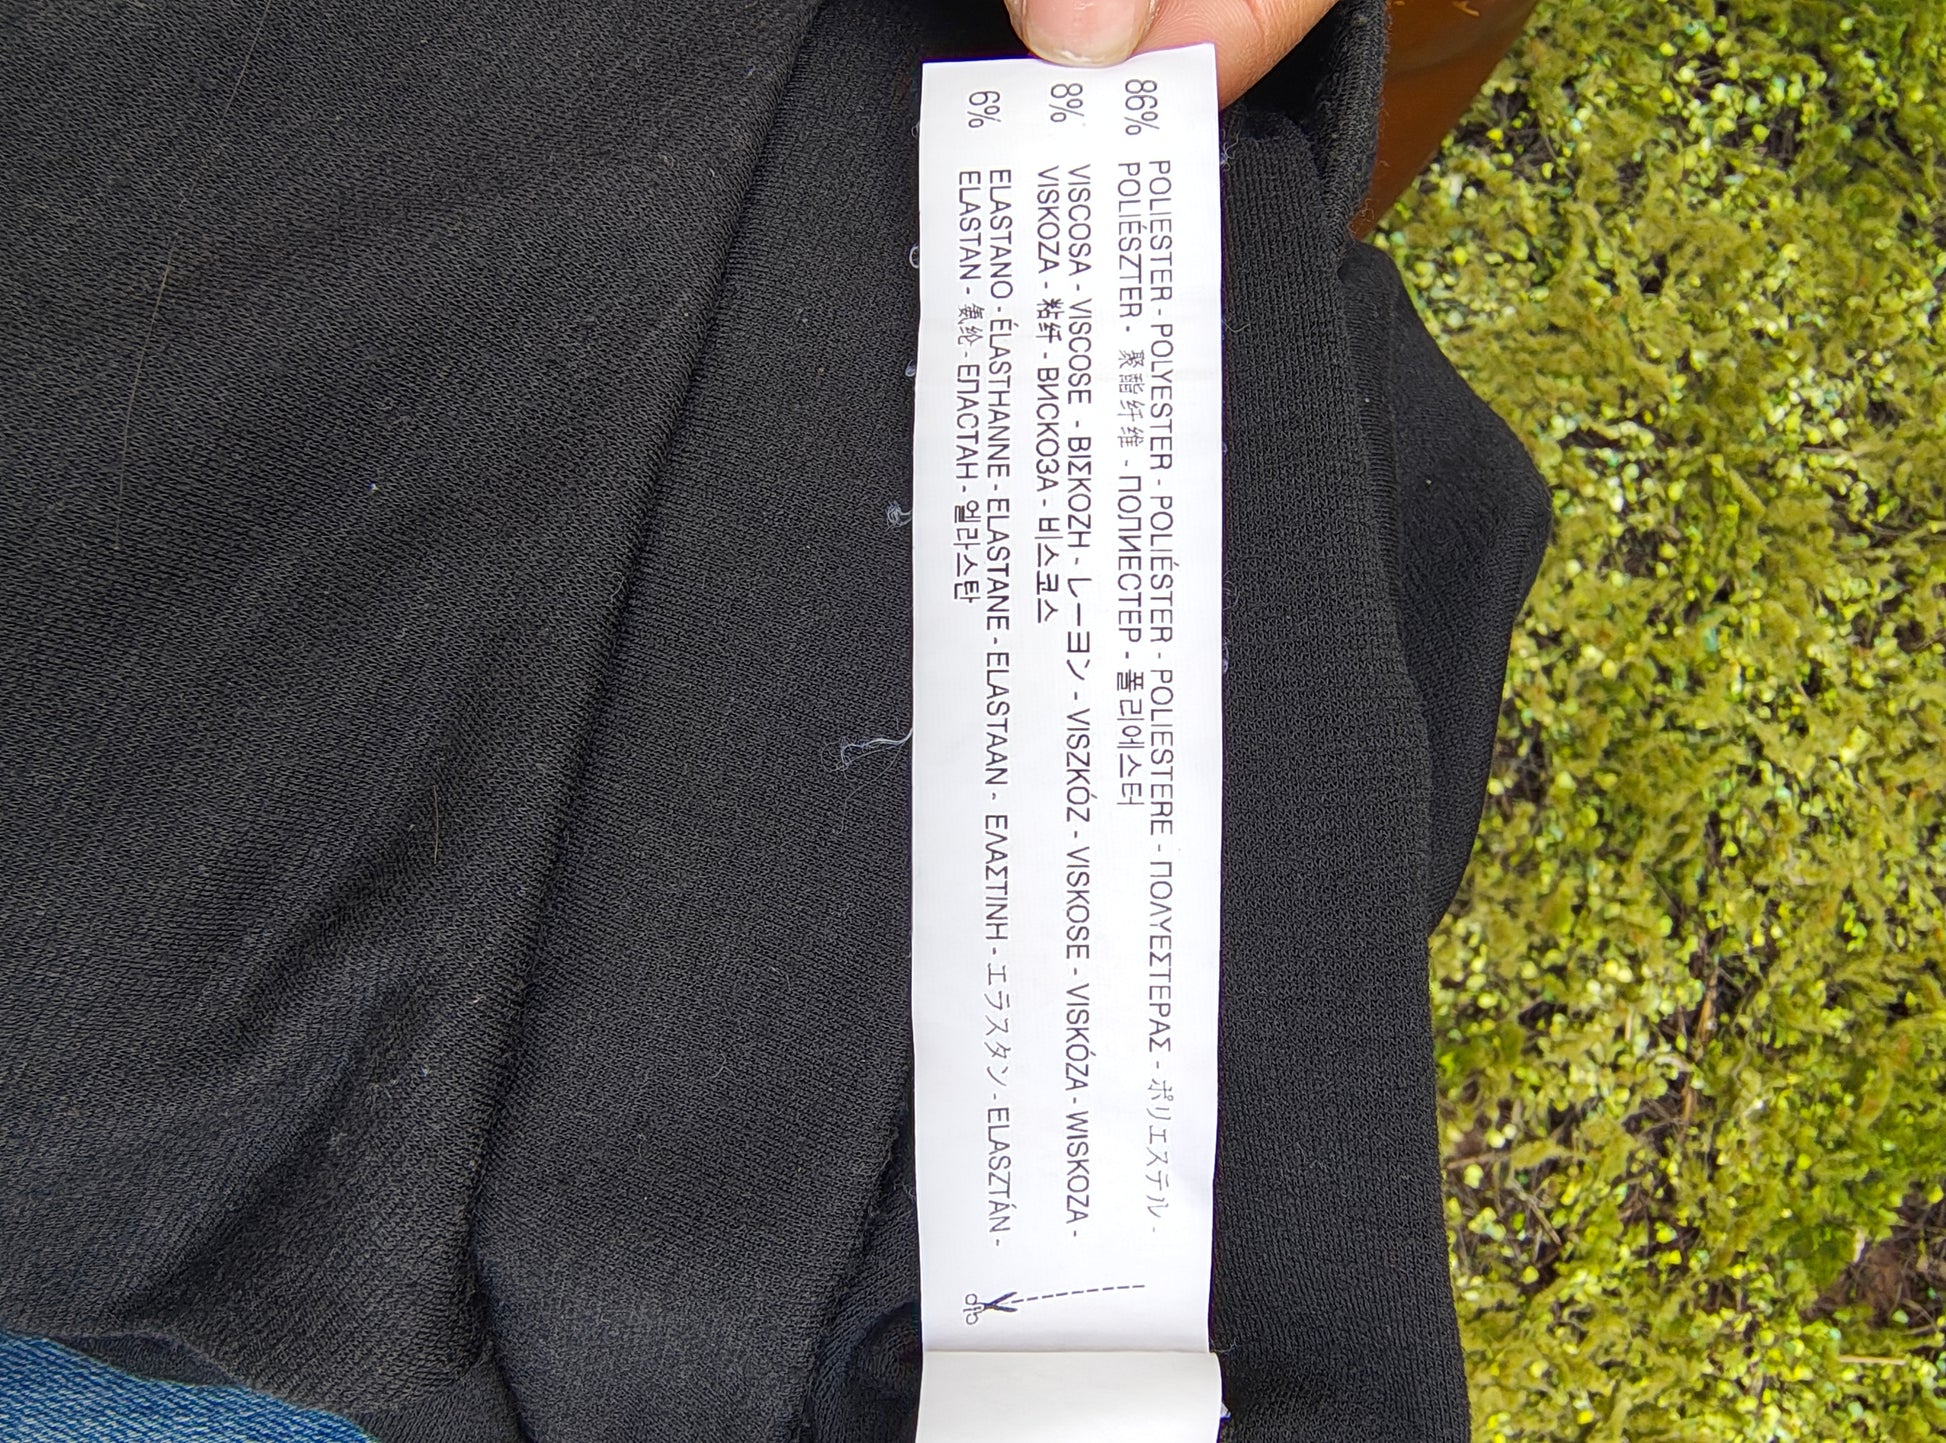 86% POLIESTER - POLYESTER - POLIÉSTER - POLIESTERE - ΠΟΛΥΕΣΤΕΡΑΣ - ポリエステル -
POLIÉSZTER - 聚酯纤维 - ПОЛИЕСТЕР - 폴리에스터
8% VISCOSA - VISCOSE - ΒΙΣΚΟΖΗ - レーヨン - VISZKÓZ - VISKOSE - VISKÓZA - WISKOZA -
VISKOZA - 粘纤 - ВИСКОЗА - 비스코스
6% ELASTANO - ÉLASTHANNE - ELASTANE - ELASTAAN - ΕΛΑΣΤΙΝΗ - エラスタン - ELASZTÁN -
ELASTAN - 氨纶 - ЕПАСТАН - 엘라스탄